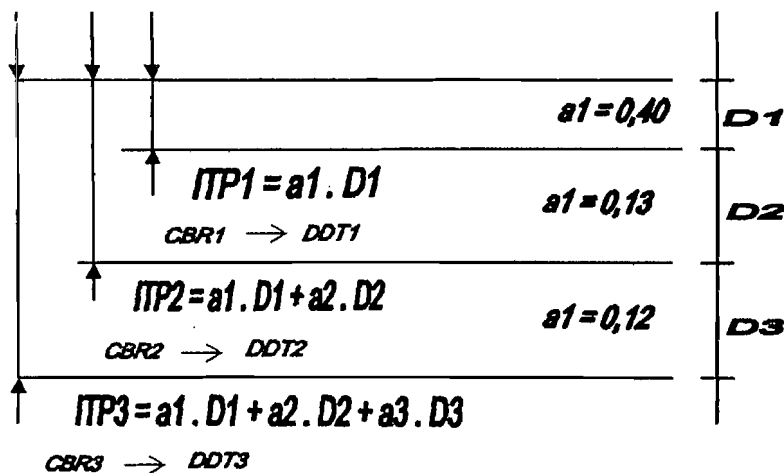 a1 = 0,40
D1
ITP1 = a1 . D1
a1 = 0,13
D2
CBR1 → DDT1
ITP2 = a1 . D1 + a2 . D2
a1 = 0,12
D3
CBR2 → DDT2
ITP3 = a1 . D1 + a2 . D2 + a3 . D3
CBR3 → DDT3